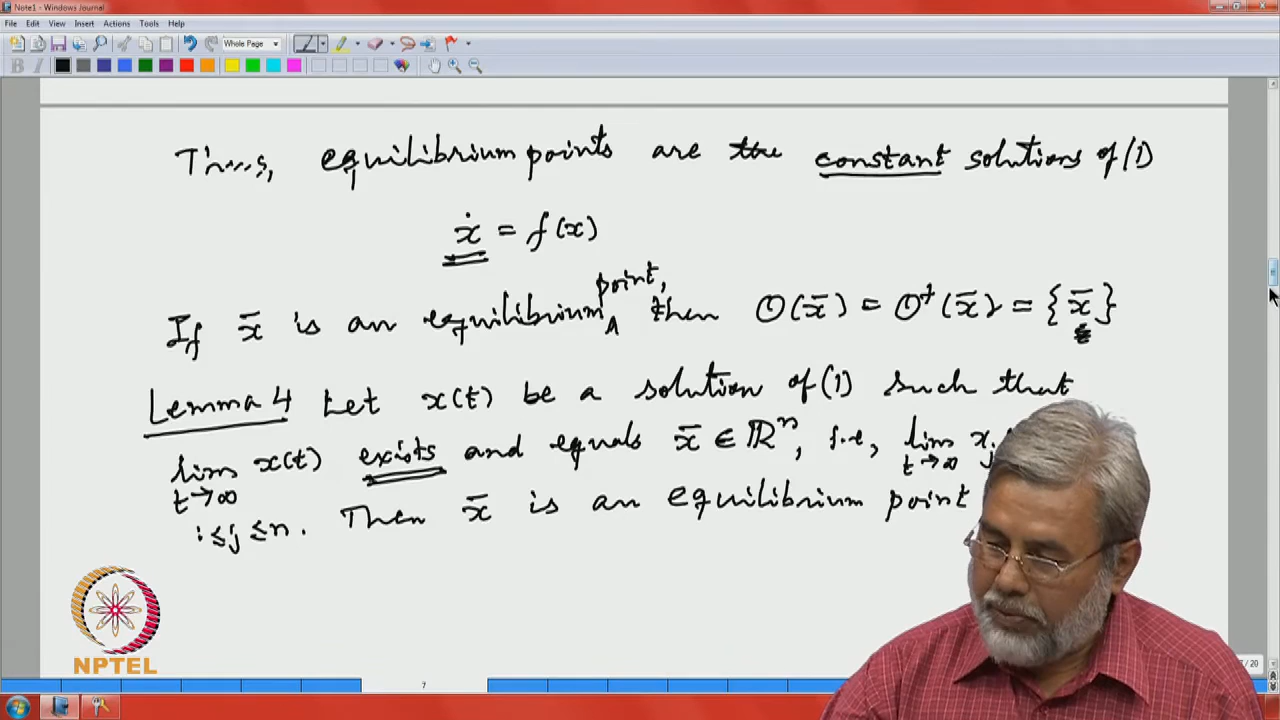 Note1 - Windows Journal
File Edit View Insert Actions Tools Help
Whole Page
B I
Thus, equilibrium points are the constant solutions of (1)
ẋ = f(x)
If x̄ is an equilibrium point, then O(x̄) = O⁺(x̄) = {x̄}
Lemma 4 Let x(t) be a solution of (1) such that
lim t→∞ x(t) exists and equals x̄ ∈ ℝⁿ, i.e, lim t→∞ x
1≤j≤n. Then x̄ is an equilibrium point
NPTEL
7
/ 20